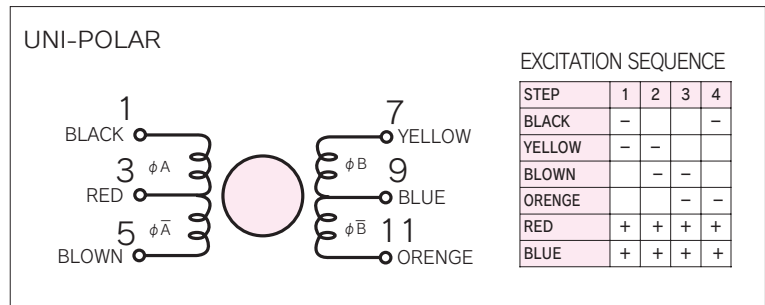 UNI-POLAR
1
BLACK
3 φA
RED
5 φA̅
BLOWN
7
YELLOW
φB 9
BLUE
φB̅ 11
ORENGE
EXCITATION SEQUENCE
STEP 1 2 3 4
BLACK – –
YELLOW – –
BLOWN – –
ORENGE – –
RED + + + +
BLUE + + + +